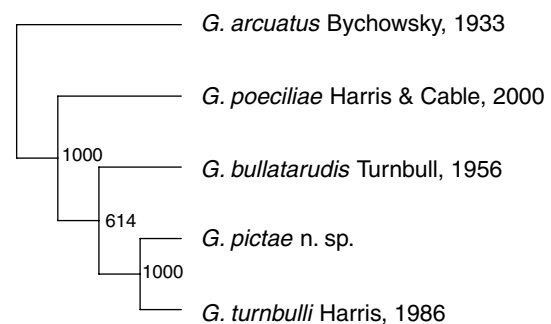 G. arcuatus Bychowsky, 1933
G. poeciliae Harris & Cable, 2000
1000
G. bullatarudis Turnbull, 1956
614
G. pictae n. sp.
1000
G. turnbulli Harris, 1986